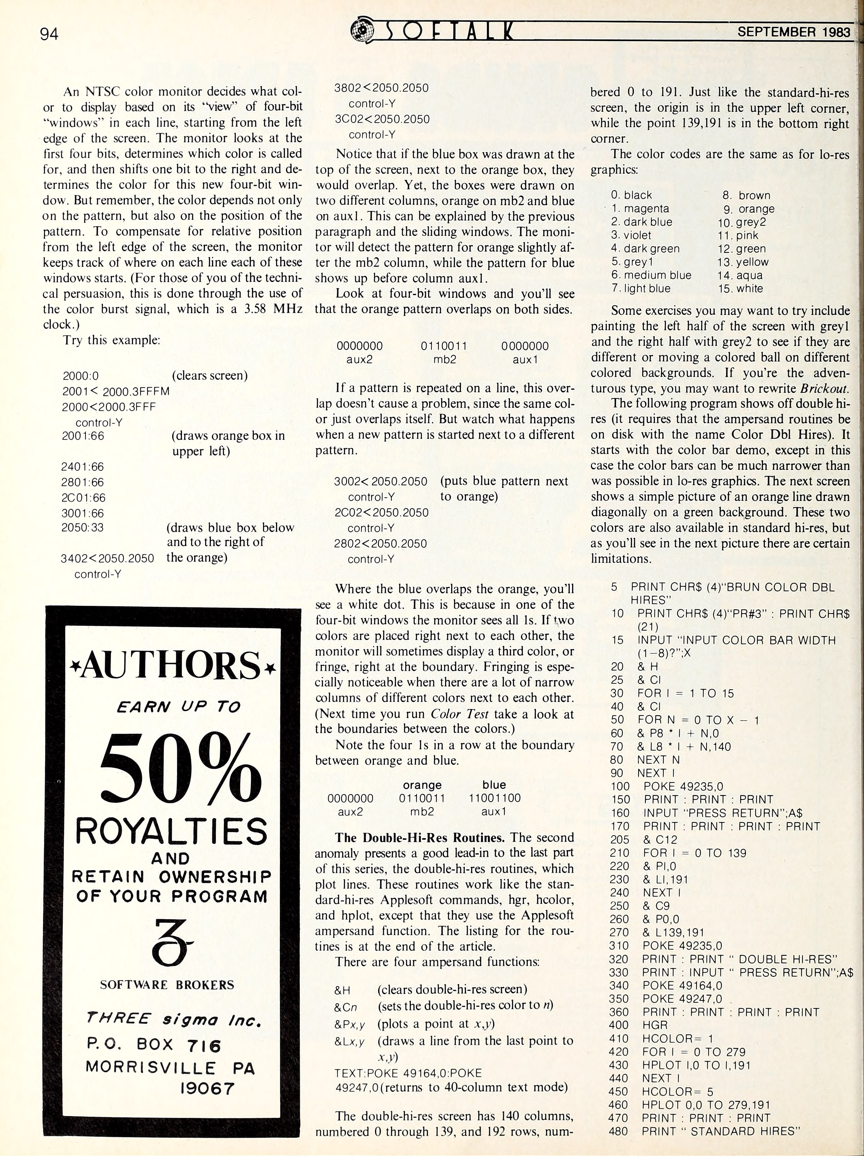 94
SOFTALK
SEPTEMBER 1983
An NTSC color monitor decides what col-
or to display based on its "view" of four-bit
"windows" in each line, starting from the left
edge of the screen. The monitor looks at the
first four bits, determines which color is called
for, and then shifts one bit to the right and de-
termines the color for this new four-bit win-
dow. But remember, the color depends not only
on the pattern, but also on the position of the
pattern. To compensate for relative position
from the left edge of the screen, the monitor
keeps track of where on each line each of these
windows starts. (For those of you of the techni-
cal persuasion, this is done through the use of
the color burst signal, which is a 3.58 MHz
clock.)
Try this example:
2000:0 (clears screen)
2001< 2000.3FFFM
2000<2000.3FFF
control-Y
2001:66 (draws orange box in
upper left)
2401:66
2801:66
2C01:66
3001:66
2050:33 (draws blue box below
and to the right of
3402<2050.2050 the orange)
control-Y
★AUTHORS★
EARN UP TO
50%
ROYALTIES
AND
RETAIN OWNERSHIP
OF YOUR PROGRAM
SOFTWARE BROKERS
THREE sigma Inc.
P.O. BOX 716
MORRISVILLE PA
19067
3802<2050.2050
control-Y
3C02<2050.2050
control-Y
Notice that if the blue box was drawn at the
top of the screen, next to the orange box, they
would overlap. Yet, the boxes were drawn on
two different columns, orange on mb2 and blue
on aux1. This can be explained by the previous
paragraph and the sliding windows. The moni-
tor will detect the pattern for orange slightly af-
ter the mb2 column, while the pattern for blue
shows up before column aux1.
Look at four-bit windows and you'll see
that the orange pattern overlaps on both sides.
0000000 0110011 0000000
aux2 mb2 aux1
If a pattern is repeated on a line, this over-
lap doesn't cause a problem, since the same col-
or just overlaps itself. But watch what happens
when a new pattern is started next to a different
pattern.
3002<2050.2050 (puts blue pattern next
control-Y to orange)
2C02<2050.2050
control-Y
2802<2050.2050
control-Y
Where the blue overlaps the orange, you'll
see a white dot. This is because in one of the
four-bit windows the monitor sees all 1s. If two
colors are placed right next to each other, the
monitor will sometimes display a third color, or
fringe, right at the boundary. Fringing is espe-
cially noticeable when there are a lot of narrow
columns of different colors next to each other.
(Next time you run Color Test take a look at
the boundaries between the colors.)
Note the four 1s in a row at the boundary
between orange and blue.
orange blue
0000000 0110011 11001100
aux2 mb2 aux1
The Double-Hi-Res Routines. The second
anomaly presents a good lead-in to the last part
of this series, the double-hi-res routines, which
plot lines. These routines work like the stan-
dard-hi-res Applesoft commands, hgr, hcolor,
and hplot, except that they use the Applesoft
ampersand function. The listing for the rou-
tines is at the end of the article.
There are four ampersand functions:
&H (clears double-hi-res screen)
&Cn (sets the double-hi-res color to n)
&Px,y (plots a point at x,y)
&Lx,y (draws a line from the last point to
x,y)
TEXT:POKE 49164,0:POKE
49247,0(returns to 40-column text mode)
The double-hi-res screen has 140 columns,
numbered 0 through 139, and 192 rows, num-
bered 0 to 191. Just like the standard-hi-res
screen, the origin is in the upper left corner,
while the point 139,191 is in the bottom right
corner.
The color codes are the same as for lo-res
graphics:
0. black 8. brown
1. magenta 9. orange
2. dark blue 10. grey2
3. violet 11. pink
4. dark green 12. green
5. grey1 13. yellow
6. medium blue 14. aqua
7. light blue 15. white
Some exercises you may want to try include
painting the left half of the screen with grey1
and the right half with grey2 to see if they are
different or moving a colored ball on different
colored backgrounds. If you're the adven-
turous type, you may want to rewrite Brickout.
The following program shows off double hi-
res (it requires that the ampersand routines be
on disk with the name Color Dbl Hires). It
starts with the color bar demo, except in this
case the color bars can be much narrower than
was possible in lo-res graphics. The next screen
shows a simple picture of an orange line drawn
diagonally on a green background. These two
colors are also available in standard hi-res, but
as you'll see in the next picture there are certain
limitations.
5 PRINT CHR$ (4)"BRUN COLOR DBL
HIRES"
10 PRINT CHR$ (4)"PR#3" : PRINT CHR$
(21)
15 INPUT "INPUT COLOR BAR WIDTH
(1-8)?";X
20 & H
25 & CI
30 FOR I = 1 TO 15
40 & CI
50 FOR N = 0 TO X - 1
60 & P8 * I + N,0
70 & L8 * I + N,140
80 NEXT N
90 NEXT I
100 POKE 49235,0
150 PRINT : PRINT : PRINT
160 INPUT "PRESS RETURN";A$
170 PRINT : PRINT : PRINT : PRINT
205 & C12
210 FOR I = 0 TO 139
220 & PI,0
230 & LI,191
240 NEXT I
250 & C9
260 & P0,0
270 & L139,191
310 POKE 49235,0
320 PRINT : PRINT " DOUBLE HI-RES"
330 PRINT : INPUT " PRESS RETURN";A$
340 POKE 49164,0
350 POKE 49247,0
360 PRINT : PRINT : PRINT : PRINT
400 HGR
410 HCOLOR= 1
420 FOR I = 0 TO 279
430 HPLOT I,0 TO I,191
440 NEXT I
450 HCOLOR= 5
460 HPLOT 0,0 TO 279,191
470 PRINT : PRINT : PRINT
480 PRINT " STANDARD HIRES"